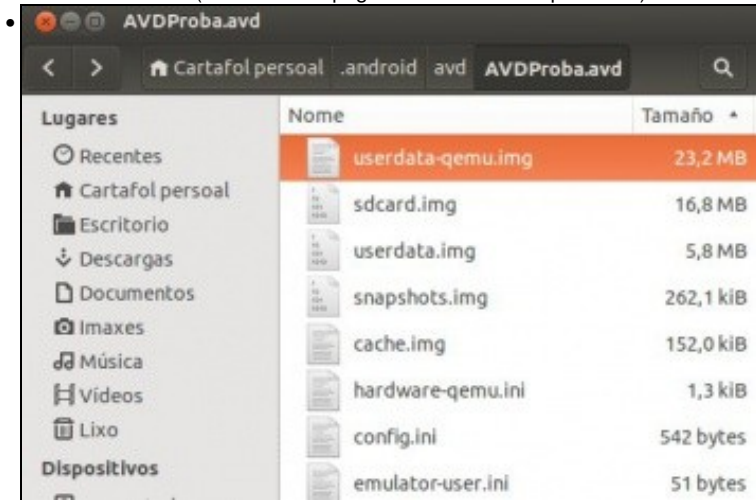 AVDProba.avd
Cartafol persoal .android avd AVDProba.avd
Lugares
Recentes
Cartafol persoal
Escritorio
Descargas
Documentos
Imaxes
Música
Vídeos
Lixo
Dispositivos
Nome Tamaño
userdata-qemu.img 23,2 MB
sdcard.img 16,8 MB
userdata.img 5,8 MB
snapshots.img 262,1 kiB
cache.img 152,0 kiB
hardware-qemu.ini 1,3 kiB
config.ini 542 bytes
emulator-user.ini 51 bytes